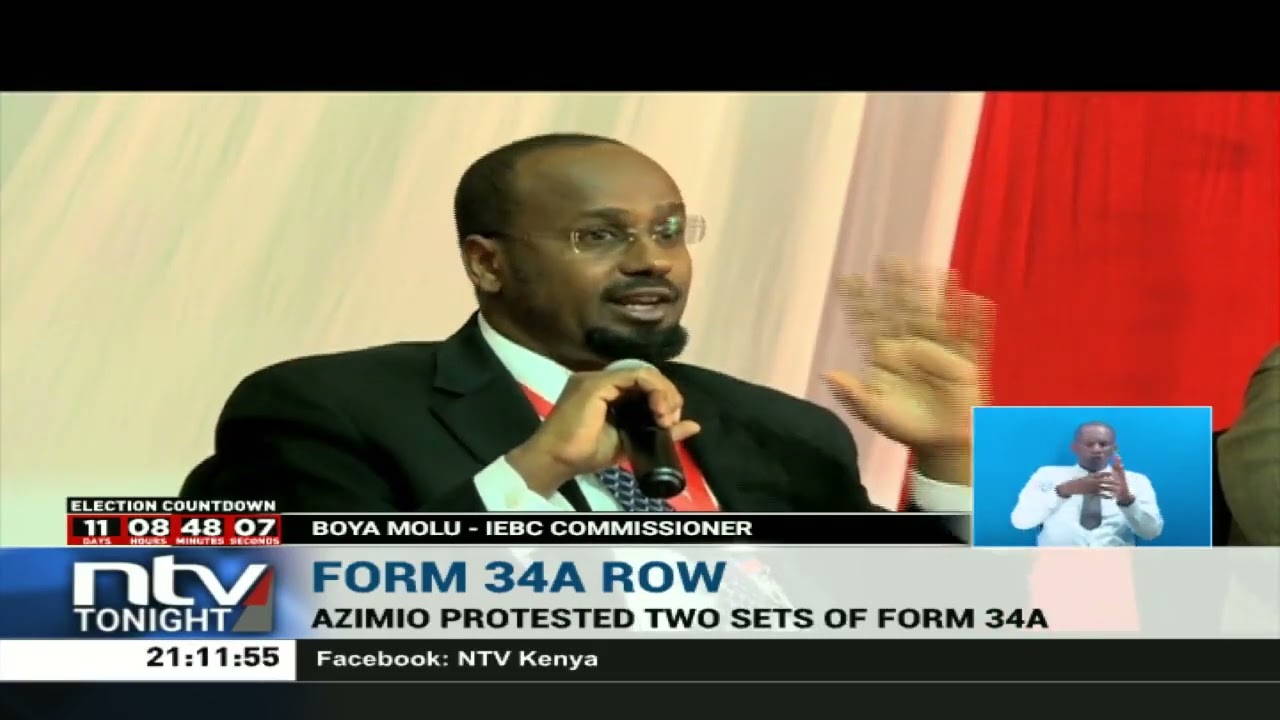 ELECTION COUNTDOWN
11 08 48 07
DAYS HOURS MINUTES SECONDS
BOYA MOLU - IEBC COMMISSIONER
ntv
TONIGHT
FORM 34A ROW
AZIMIO PROTESTED TWO SETS OF FORM 34A
21:11:55
Facebook: NTV Kenya